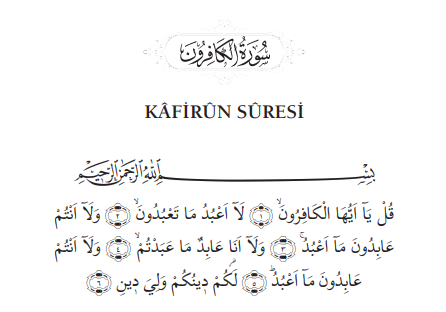 سُورَةُ الْكَافِرُونَ
KÂFİRÛN SÛRESİ
بِسْمِ اللّٰهِ الرَّحْمٰنِ الرَّحِيمِ
قُلْ يَٓا اَيُّهَا الْكَافِرُونَۙ ﴿١﴾ لَٓا اَعْبُدُ مَا تَعْبُدُونَۙ ﴿٢﴾ وَلَٓا اَنْتُمْ
عَابِدُونَ مَٓا اَعْبُدُۚ ﴿٣﴾ وَلَٓا اَنَا۬ عَابِدٌ مَا عَبَدْتُمْۙ ﴿٤﴾ وَلَٓا اَنْتُمْ
عَابِدُونَ مَٓا اَعْبُدُۜ ﴿٥﴾ لَكُمْ دٖينُكُمْ وَلِيَ دٖينِ ﴿٦﴾